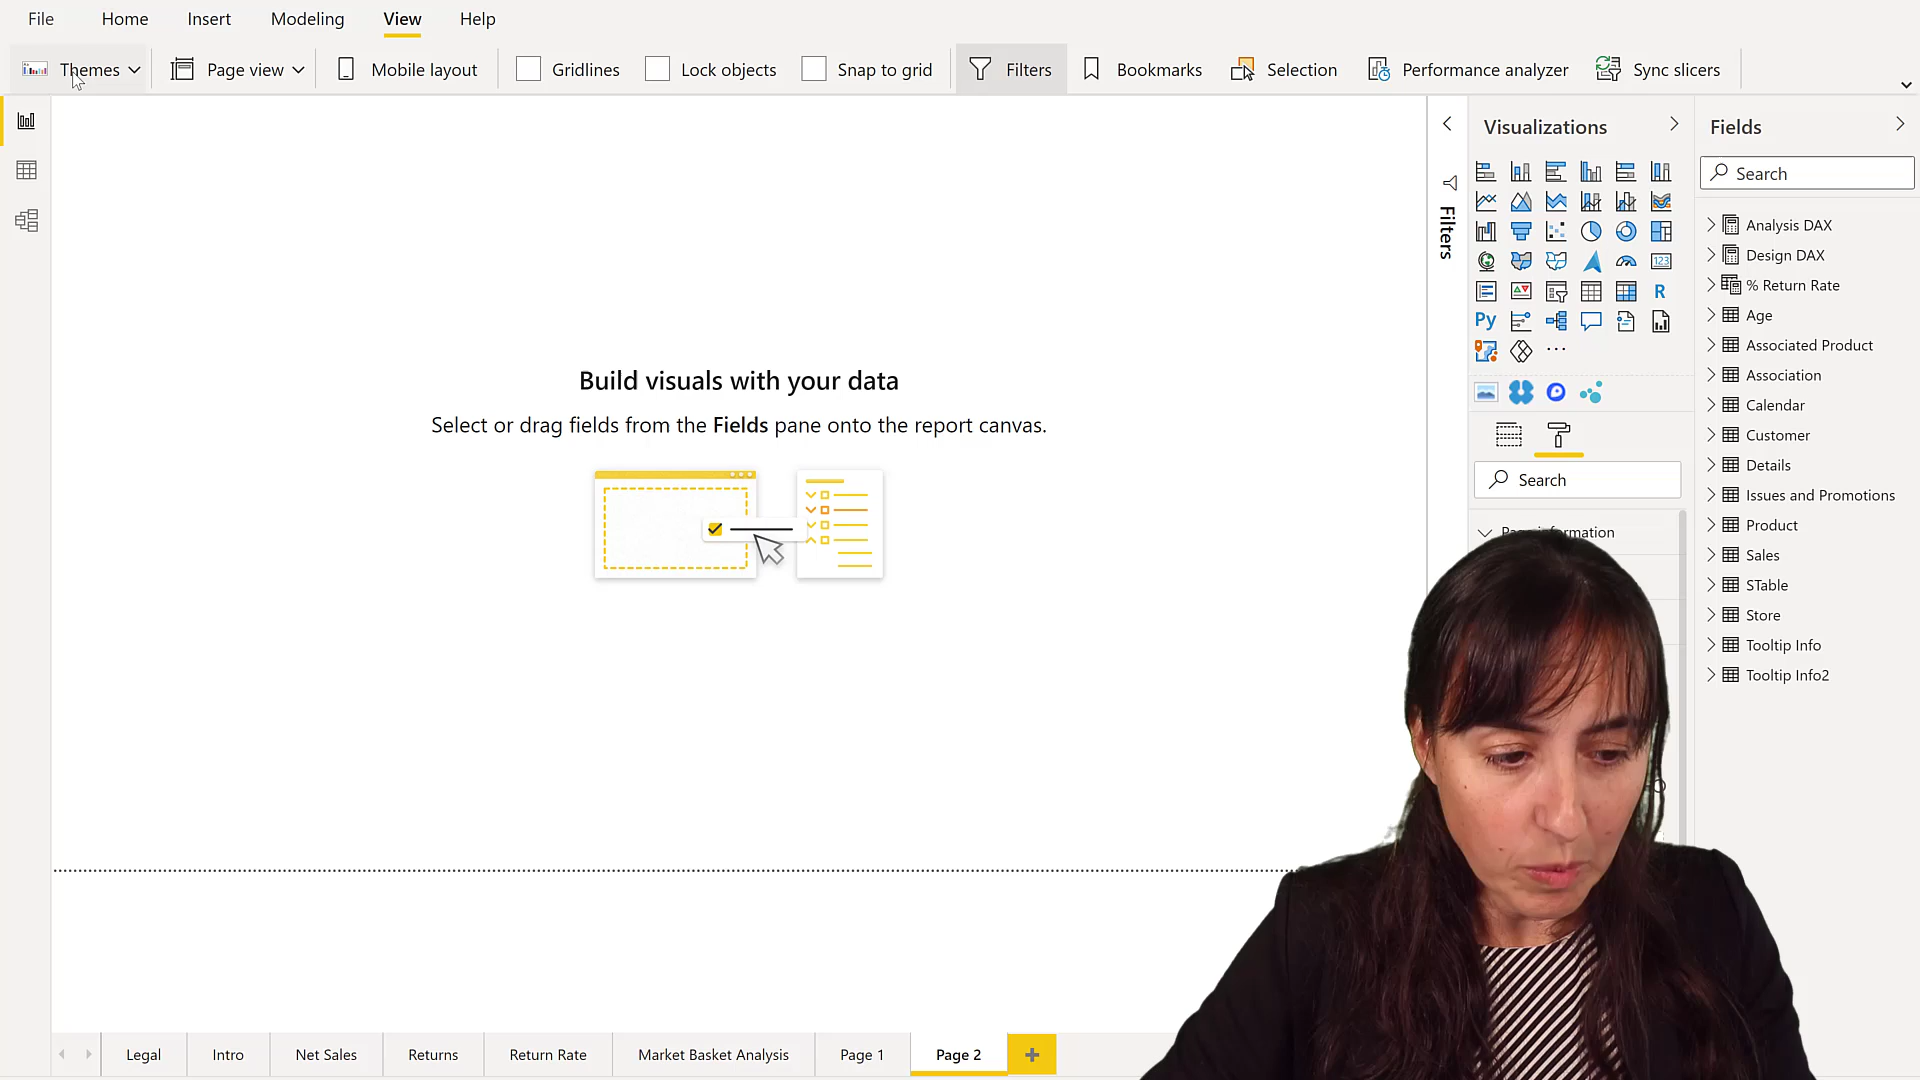 File Home Insert Modeling View Help
Themes Page view Mobile layout Gridlines Lock objects Snap to grid Filters Bookmarks Selection Performance analyzer Sync slicers
Build visuals with your data
Select or drag fields from the Fields pane onto the report canvas.
Filters
Visualizations
123
R
Py
Search
Fields
Search
Analysis DAX
Design DAX
% Return Rate
Age
Associated Product
Association
Calendar
Customer
Details
Issues and Promotions
Product
Sales
STable
Store
Tooltip Info
Tooltip Info2
Legal Intro Net Sales Returns Return Rate Market Basket Analysis Page 1 Page 2